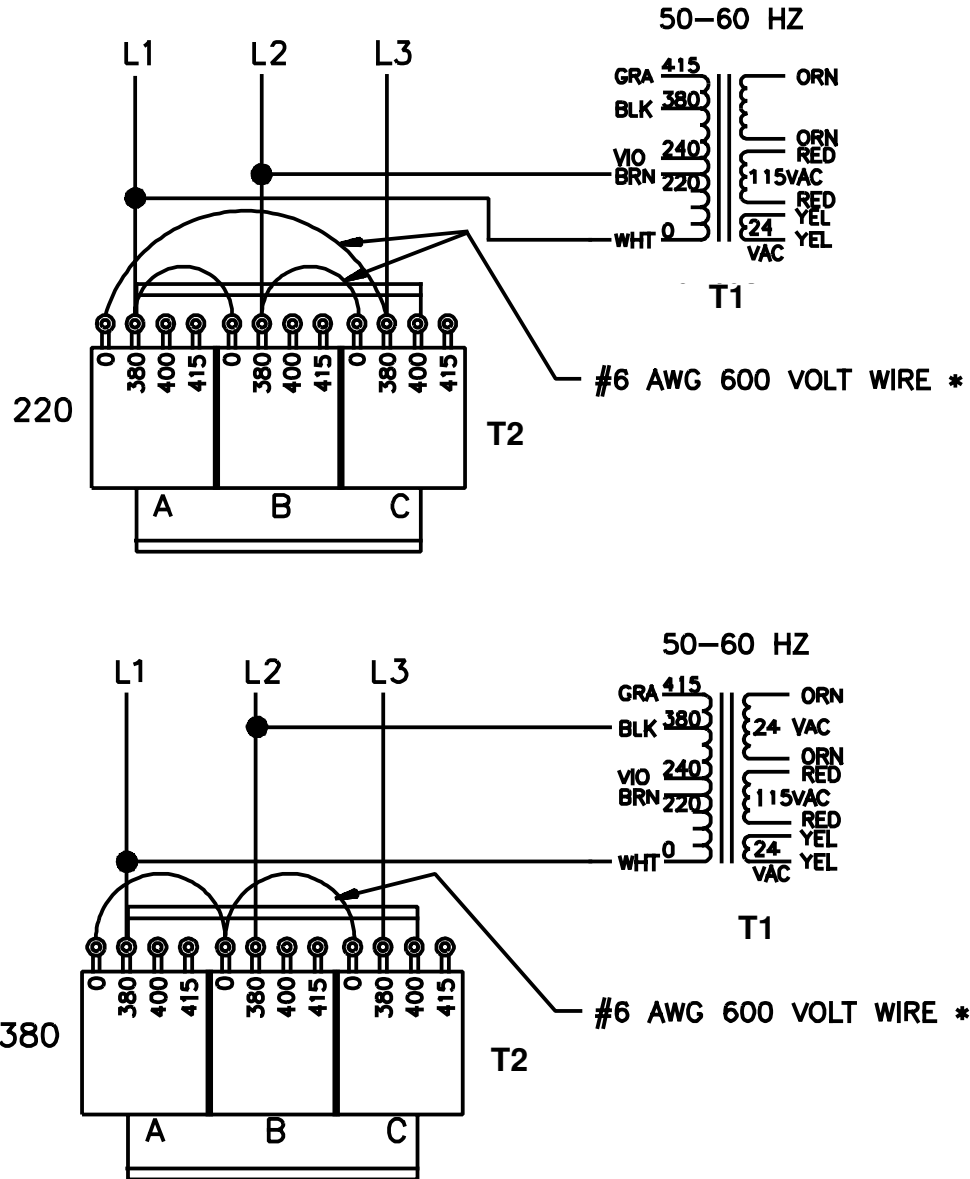 50-60 HZ
L1 L2 L3
GRA 415 ORN
BLK 380
ORN
VIO 240 RED
BRN 220 115VAC
RED
YEL
WHT 0 24 YEL
VAC
T1
0 380 400 415 0 380 400 415 0 380 400 415
#6 AWG 600 VOLT WIRE *
220
T2
A B C
50-60 HZ
L1 L2 L3
GRA 415 ORN
BLK 380 24 VAC
ORN
VIO 240 RED
BRN 220 115VAC
RED
YEL
WHT 0 24 YEL
VAC
T1
0 380 400 415 0 380 400 415 0 380 400 415
#6 AWG 600 VOLT WIRE *
380
T2
A B C